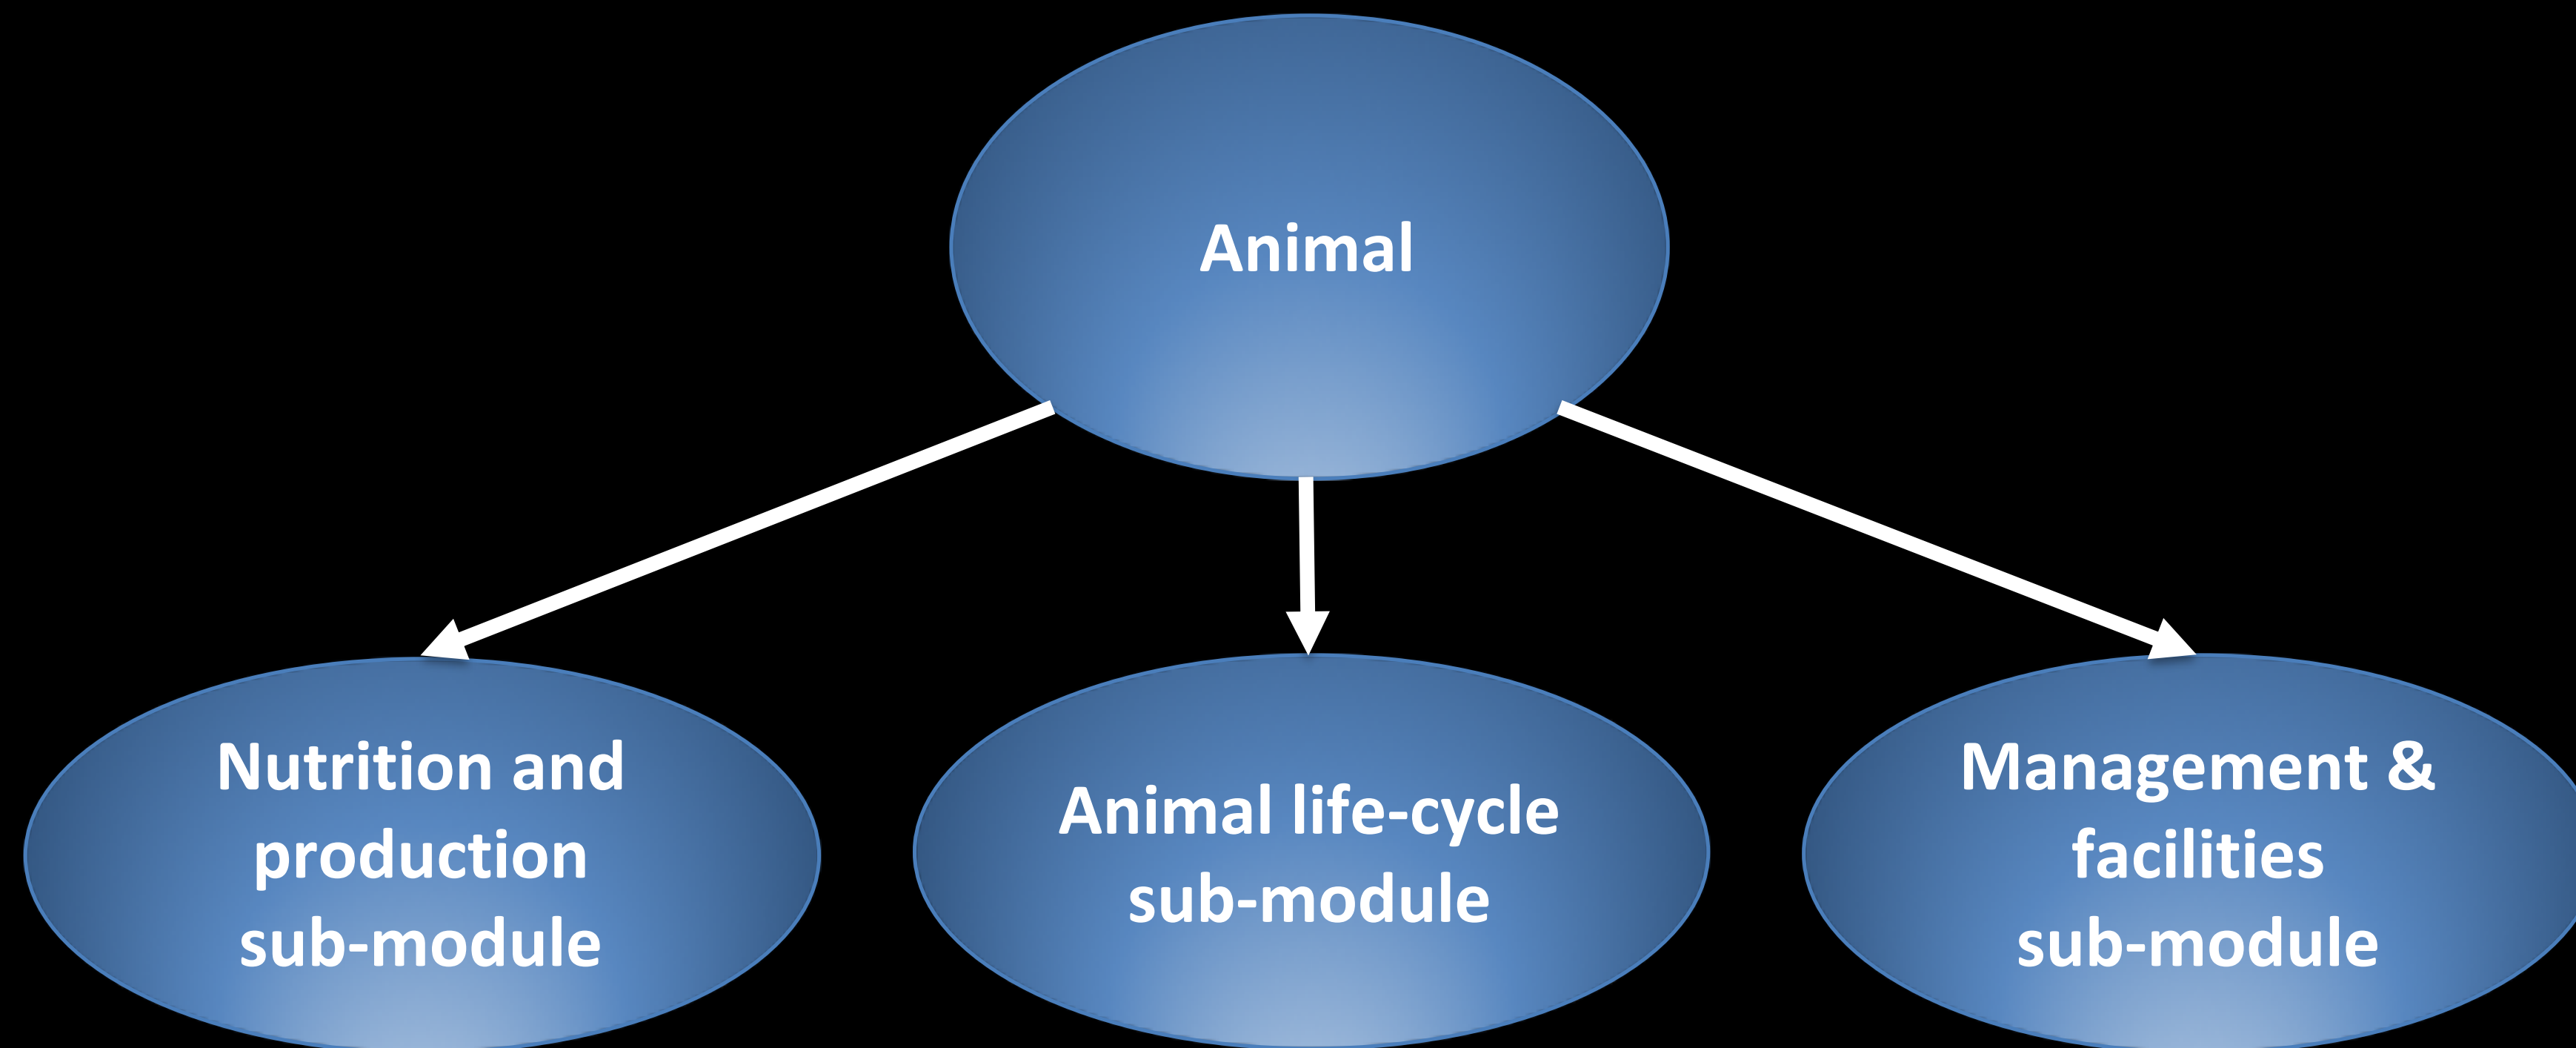 Animal
Nutrition and
production
sub-module
Animal life-cycle
sub-module
Management &
facilities
sub-module